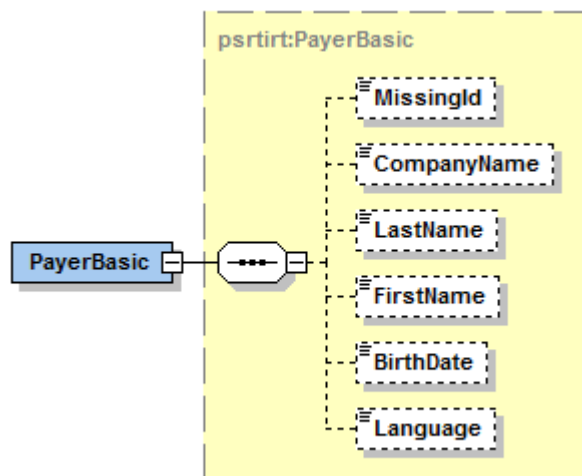 psrtirt:PayerBasic
MissingId
CompanyName
LastName
PayerBasic
FirstName
BirthDate
Language